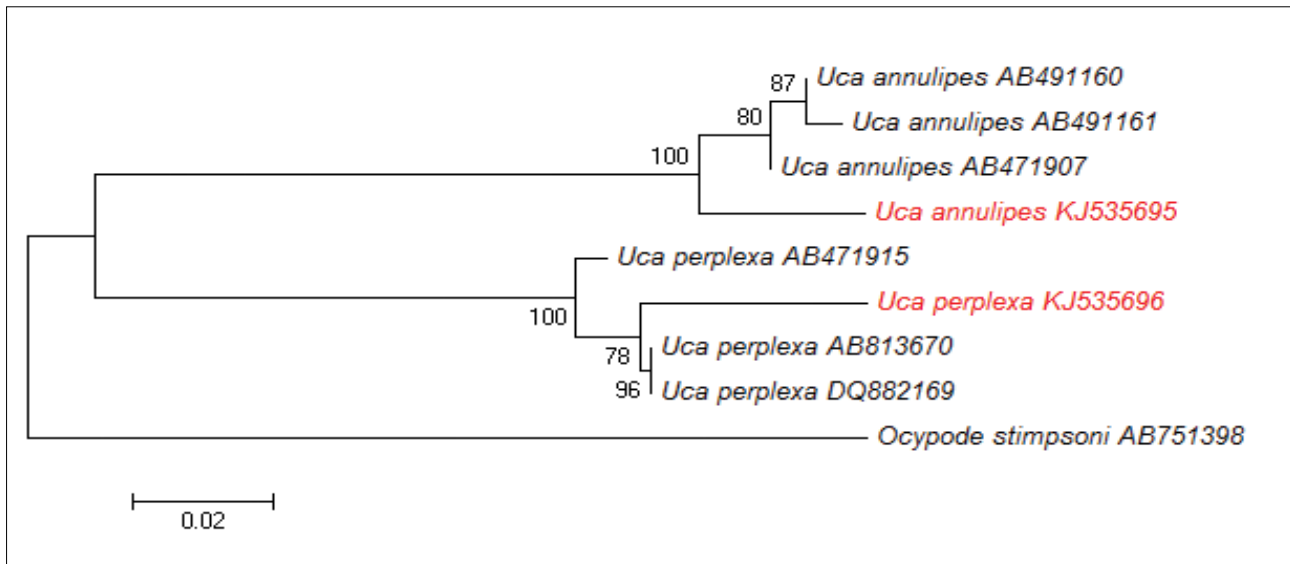 87
Uca annulipes AB491160
80
Uca annulipes AB491161
100
Uca annulipes AB471907
Uca annulipes KJ535695
Uca perplexa AB471915
100
Uca perplexa KJ535696
78
Uca perplexa AB813670
96
Uca perplexa DQ882169
Ocypode stimpsoni AB751398
0.02